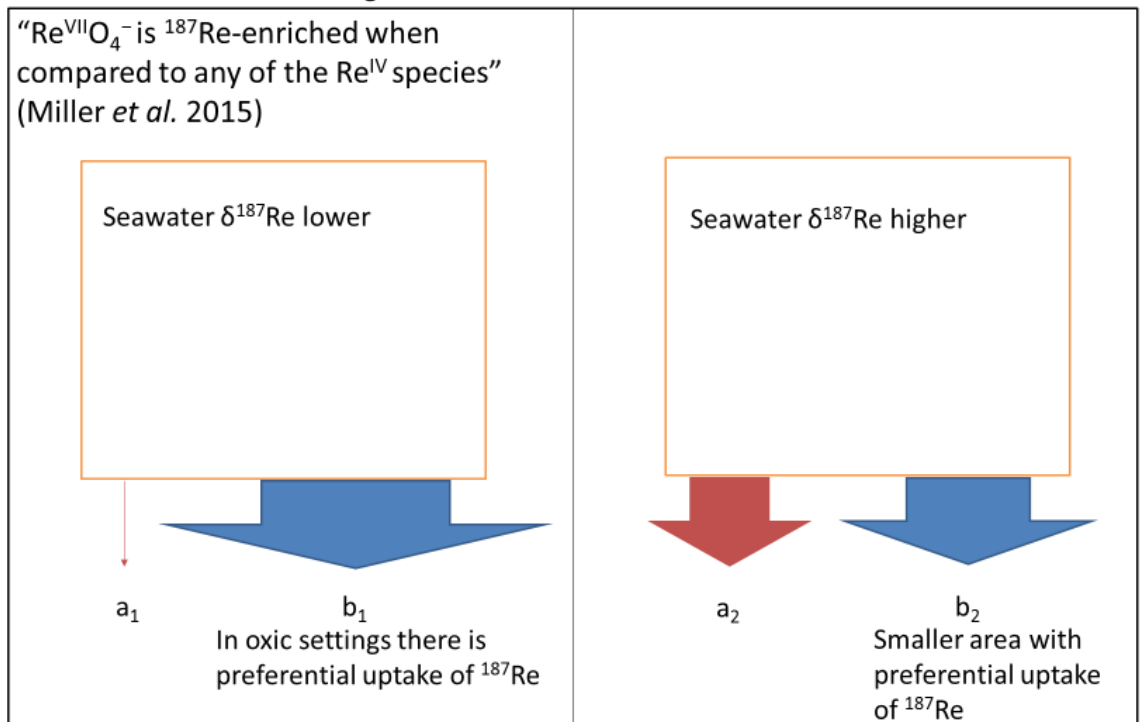 “ReⱽᴵᴵO₄⁻ is ¹⁸⁷Re-enriched when
compared to any of the Reᴵⱽ species”
(Miller et al. 2015)
Seawater δ¹⁸⁷Re lower
a₁
b₁
In oxic settings there is
preferential uptake of ¹⁸⁷Re
Seawater δ¹⁸⁷Re higher
a₂
b₂
Smaller area with
preferential uptake
of ¹⁸⁷Re